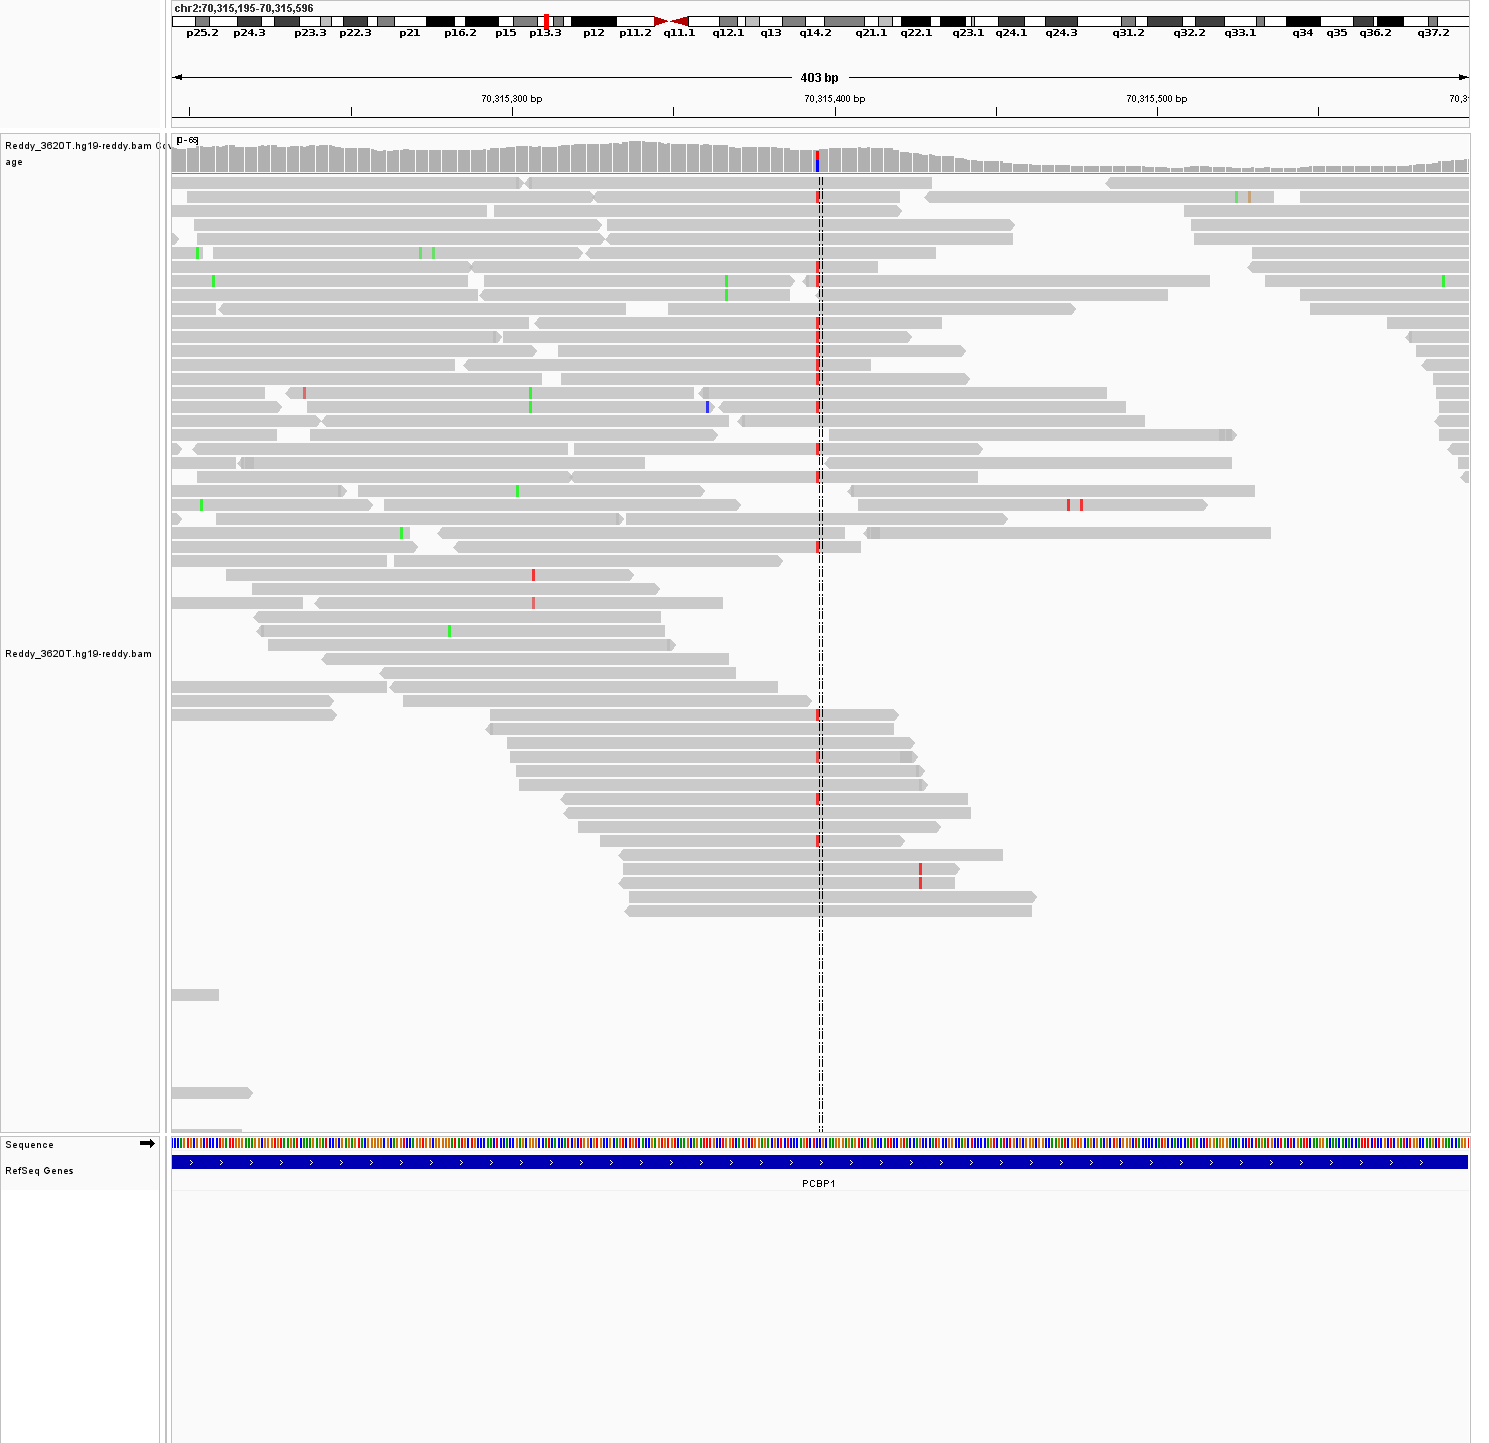 chr2:70,315,195-70,315,596
p25.2 p24.3 p23.3 p22.3 p21 p16.2 p15 p13.3 p12 p11.2 q11.1 q12.1 q13 q14.2 q21.1 q22.1 q23.1 q24.1 q24.3 q31.2 q32.2 q33.1 q34 q35 q36.2 q37.2
403 bp
70,315,300 bp 70,315,400 bp 70,315,500 bp 70,3
Reddy_3620T.hg19-reddy.bam Cov
age
Reddy_3620T.hg19-reddy.bam
Sequence
RefSeq Genes
PCBP1